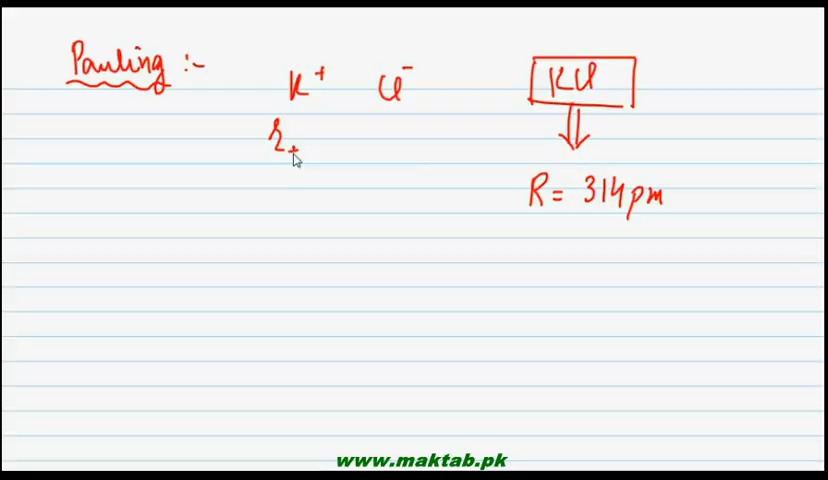 Pauling :-
K⁺ Cl⁻ KCl
r₊
R = 314pm
www.maktab.pk